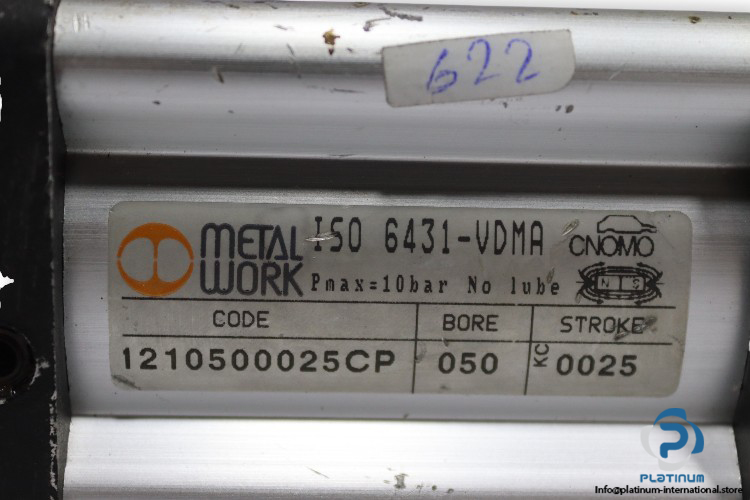 622
METAL WORK
ISO 6431-VDMA
CNOMO
Pmax=10bar No lube
N S
CODE BORE STROKE
1210500025CP 050 KC 0025
PLATINUM
Info@platinum-international.store